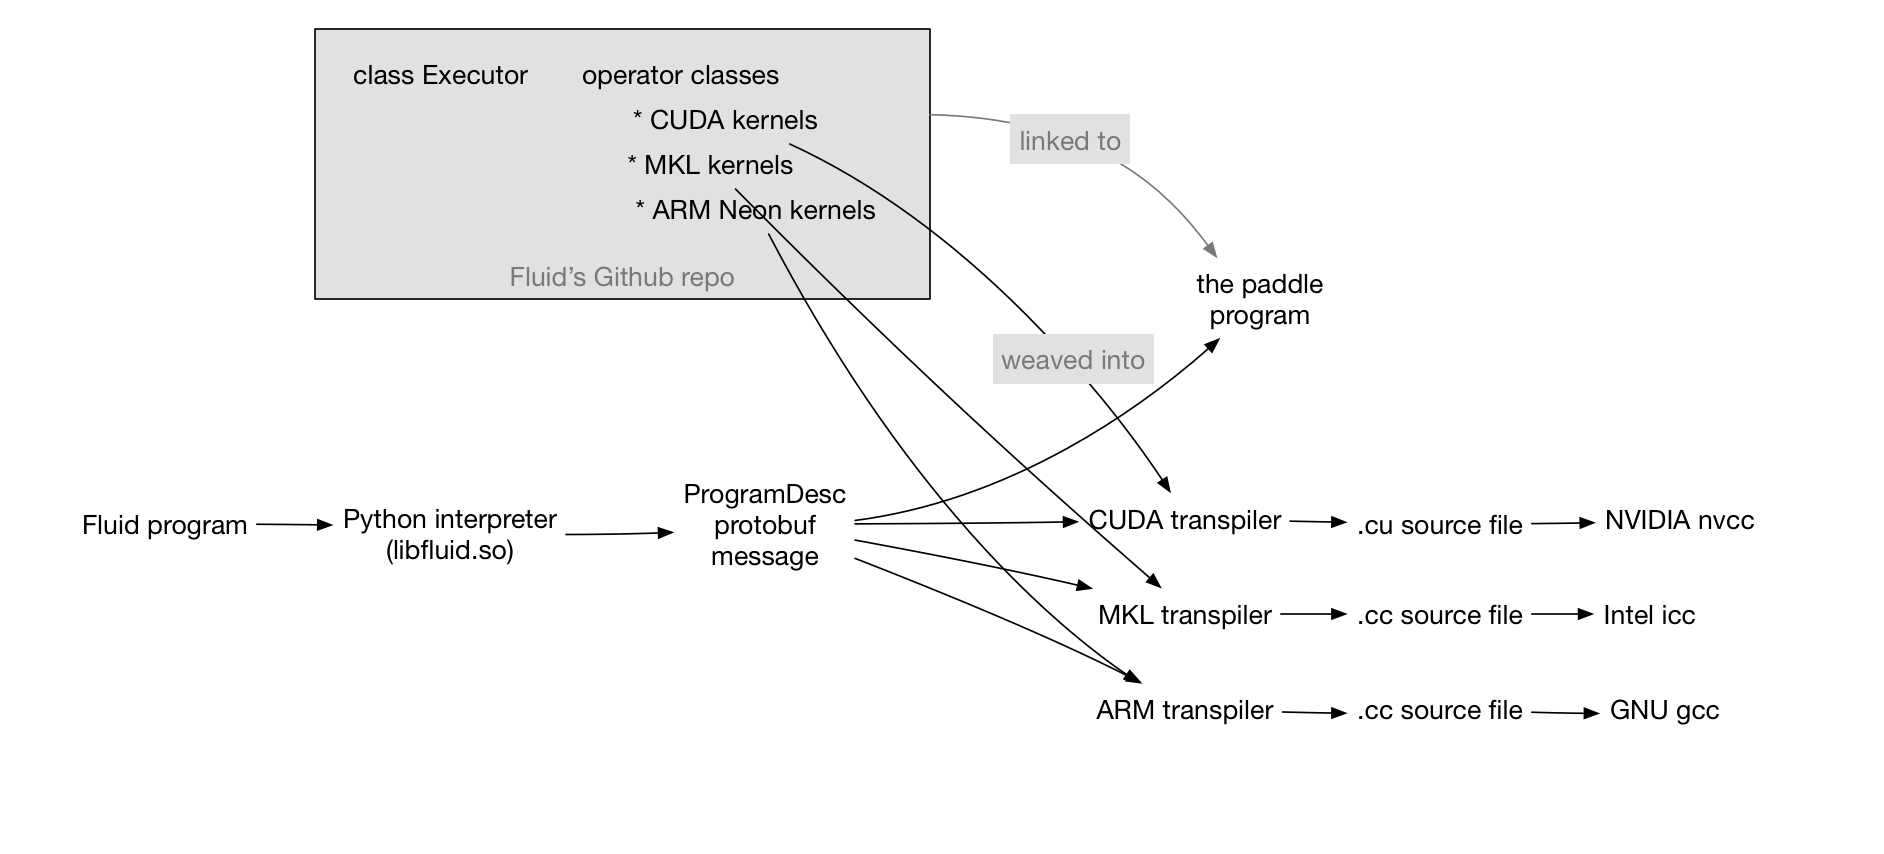 class Executor
operator classes
* CUDA kernels
* MKL kernels
* ARM Neon kernels
Fluid’s Github repo
linked to
the paddle
program
weaved into
Fluid program
Python interpreter
(libfluid.so)
ProgramDesc
protobuf
message
CUDA transpiler
.cu source file
NVIDIA nvcc
MKL transpiler
.cc source file
Intel icc
ARM transpiler
.cc source file
GNU gcc